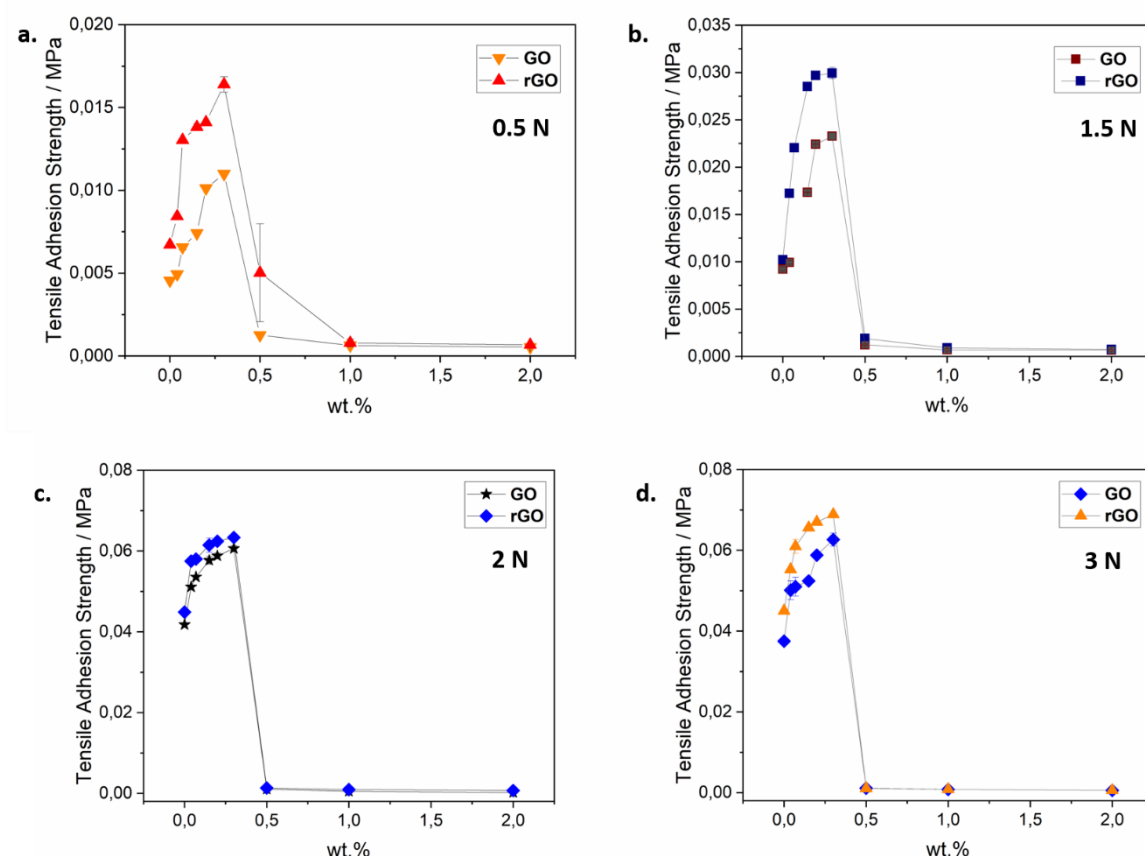 a.
Tensile Adhesion Strength / MPa
0,020
0,015
0,010
0,005
0,000
GO
rGO
0.5 N
0,0 0,5 1,0 1,5 2,0
wt.%
b.
Tensile Adhesion Strength / MPa
0,035
0,030
0,025
0,020
0,015
0,010
0,005
0,000
GO
rGO
1.5 N
0,0 0,5 1,0 1,5 2,0
wt.%
c.
Tensile Adhesion Strength / MPa
0,08
0,06
0,04
0,02
0,00
GO
rGO
2 N
0,0 0,5 1,0 1,5 2,0
wt.%
d.
Tensile Adhesion Strength / MPa
0,08
0,06
0,04
0,02
0,00
GO
rGO
3 N
0,0 0,5 1,0 1,5 2,0
wt.%